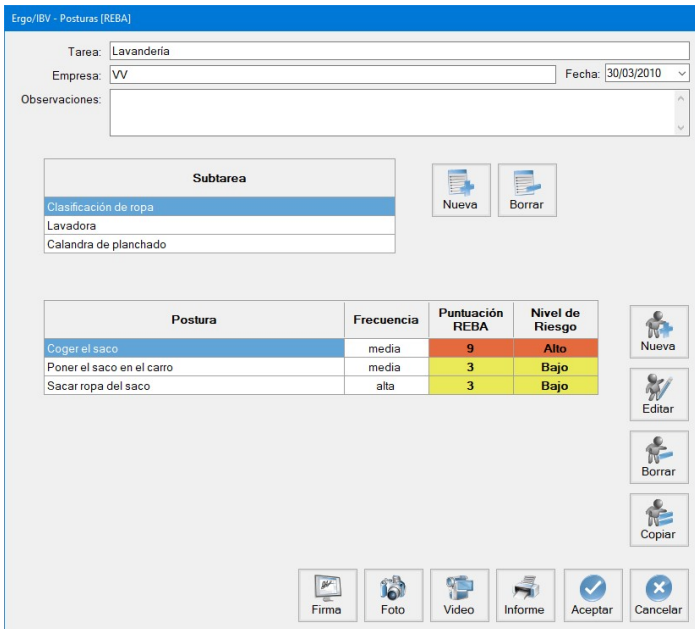 Ergo/IBV - Posturas [REBA]
Tarea: Lavandería
Empresa: VV Fecha: 30/03/2010
Observaciones:
Subtarea
Clasificación de ropa
Lavadora
Calandra de planchado
Nueva Borrar
Postura Frecuencia Puntuación REBA Nivel de Riesgo
Coger el saco media 9 Alto
Poner el saco en el carro media 3 Bajo
Sacar ropa del saco alta 3 Bajo
Nueva
Editar
Borrar
Copiar
Firma Foto Video Informe Aceptar Cancelar